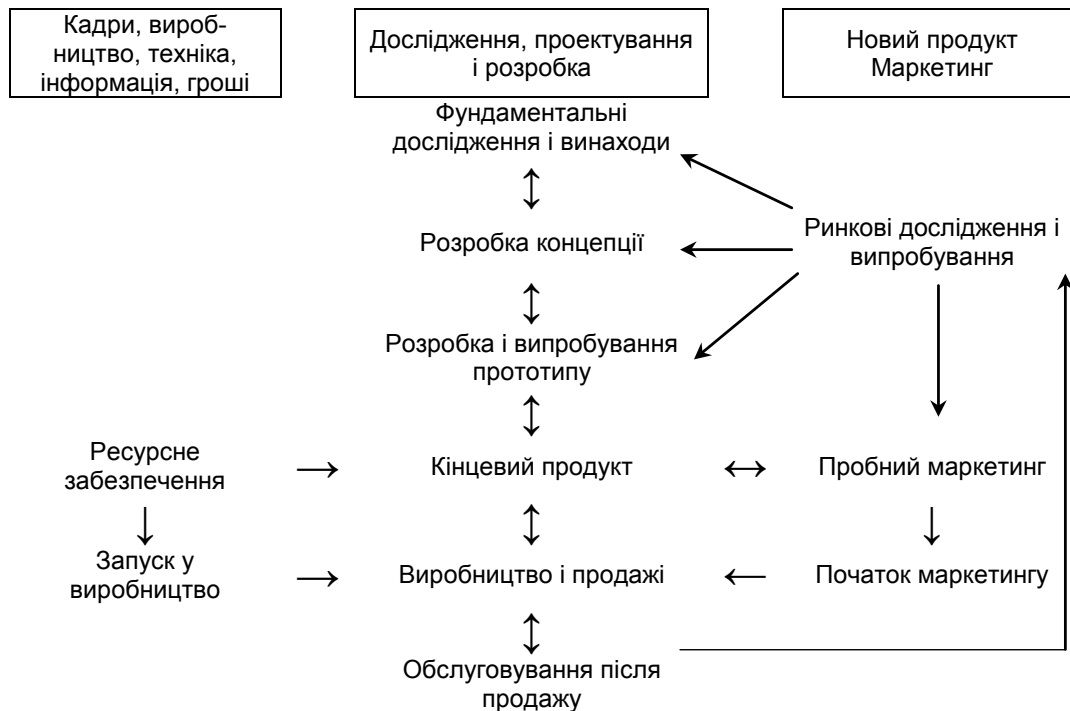 Кадри, вироб-
ництво, техніка,
інформація, гроші
Дослідження, проектування
і розробка
Новий продукт
Маркетинг
Фундаментальні
дослідження і винаходи
Розробка концепції
Ринкові дослідження і
випробування
Розробка і випробування
прототипу
Ресурсне
забезпечення
Кінцевий продукт
Пробний маркетинг
Запуск у
виробництво
Виробництво і продажі
Початок маркетингу
Обслуговування після
продажу